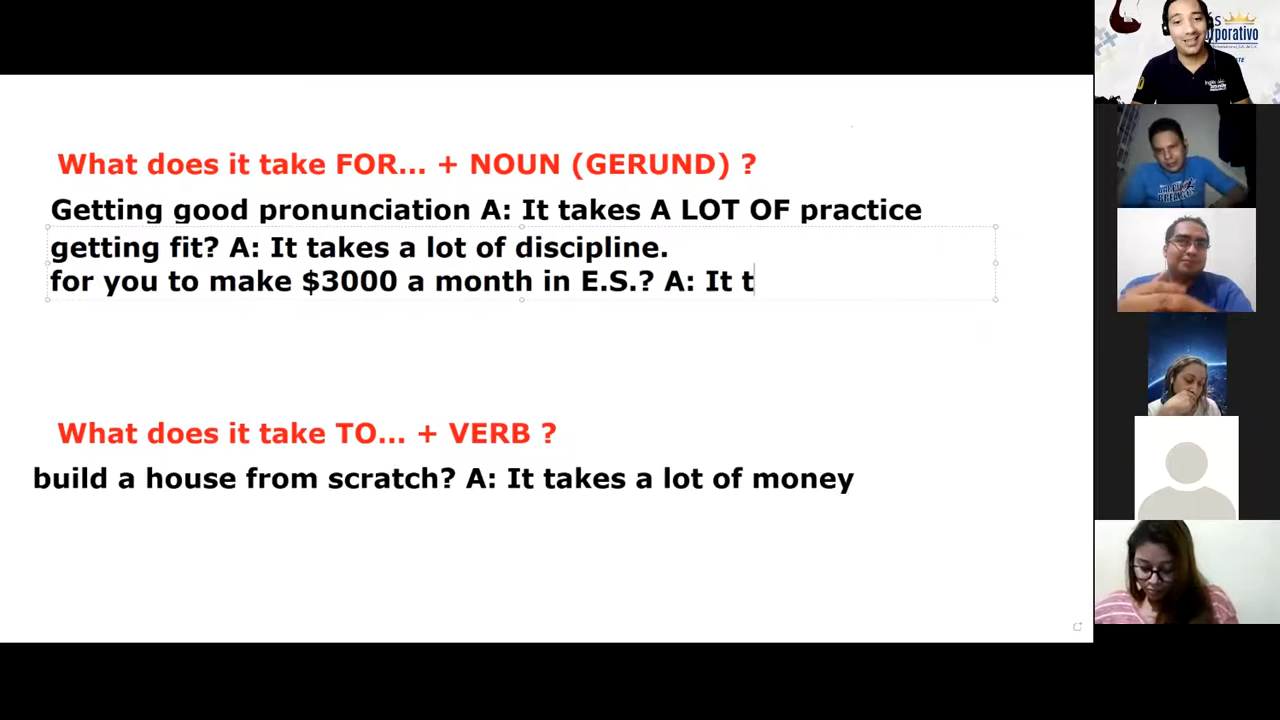 What does it take FOR... + NOUN (GERUND) ?
Getting good pronunciation A: It takes A LOT OF practice
getting fit? A: It takes a lot of discipline.
for you to make $3000 a month in E.S.? A: It t
What does it take TO... + VERB ?
build a house from scratch? A: It takes a lot of money